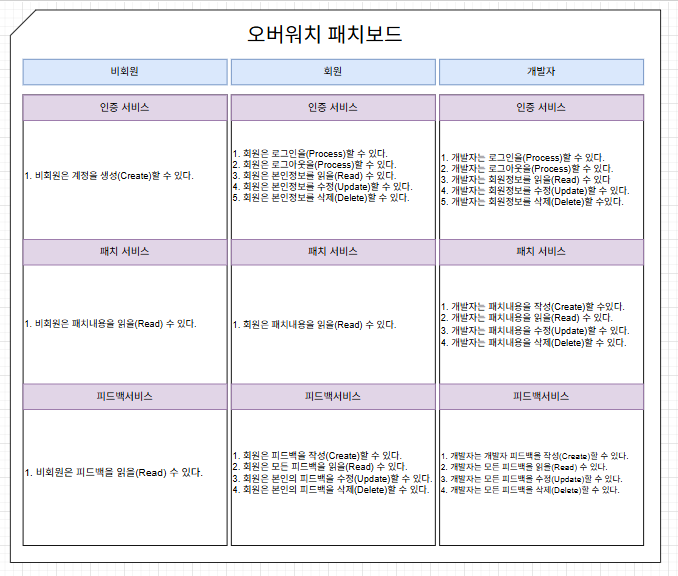 오버워치 패치보드
비회원
회원
개발자
인증 서비스
인증 서비스
인증 서비스
1. 비회원은 계정을 생성(Create)할 수 있다.
1. 회원은 로그인을(Process)할 수 있다.
2. 회원은 로그아웃을(Process)할 수 있다.
3. 회원은 본인정보를 읽을(Read) 수 있다.
4. 회원은 본인정보를 수정(Update)할 수 있다.
5. 회원은 본인정보를 삭제(Delete)할 수 있다.
1. 개발자는 로그인을(Process)할 수 있다.
2. 개발자는 로그아웃을(Process)할 수 있다.
3. 개발자는 회원정보를 읽을(Read) 수 있다
4. 개발자는 회원정보를 수정(Update)할 수 있다.
5. 개발자는 회원정보를 삭제(Delete)할 수있다.
패치 서비스
패치 서비스
패치 서비스
1. 비회원은 패치내용을 읽을(Read) 수 있다.
1. 회원은 패치내용을 읽을(Read) 수 있다.
1. 개발자는 패치내용을 작성(Create)할 수있다.
2. 개발자는 패치내용을 읽을(Read) 수 있다.
3. 개발자는 패치내용을 수정(Update)할 수 있다.
4. 개발자는 패치내용을 삭제(Delete)할 수 있다.
피드백서비스
피드백서비스
피드백서비스
1. 비회원은 피드백을 읽을(Read) 수 있다.
1. 회원은 피드백을 작성(Create)할 수 있다.
2. 회원은 모든 피드백을 읽을(Read) 수 있다.
3. 회원은 본인의 피드백을 수정(Update)할 수 있다.
4. 회원은 본인의 피드백을 삭제(Delete)할 수 있다.
1. 개발자는 개발자 피드백을 작성(Create)할 수 있다.
2. 개발자는 모든 피드백을 읽을(Read) 수 있다.
3. 개발자는 모든 피드백을 수정(Update)할 수 있다.
4. 개발자는 모든 피드백을 삭제(Delete)할 수 있다.